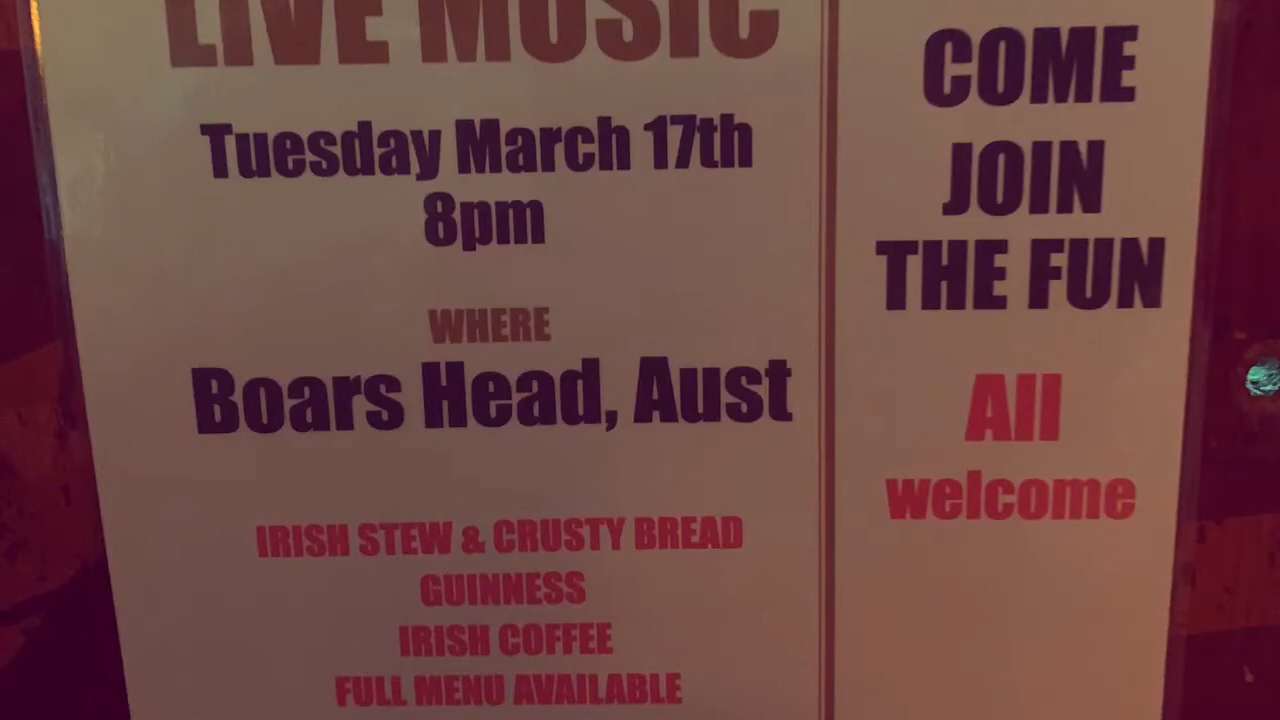 LIVE MUSIC
Tuesday March 17th
8pm
WHERE
Boars Head, Aust
IRISH STEW & CRUSTY BREAD
GUINNESS
IRISH COFFEE
FULL MENU AVAILABLE
COME
JOIN
THE FUN
All
welcome